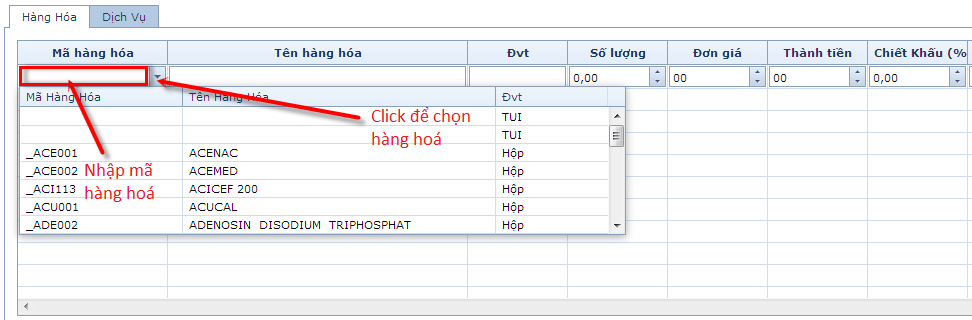 Hàng Hóa Dịch Vụ
Mã hàng hóa Tên hàng hóa Đvt Số lượng Đơn giá Thành tiền Chiết Khấu (%
0,00 00 00 0,00
Mã Hàng Hóa Tên Hàng Hóa Đvt
TUI
TUI
_ACE001 ACENAC Hộp
_ACE002 ACEMED Hộp
_ACI113 ACICEF 200 Hộp
_ACU001 ACUCAL Hộp
_ADE002 ADENOSIN DISODIUM TRIPHOSPHAT Hộp
Click để chọn
hàng hoá
Nhập mã
hàng hoá